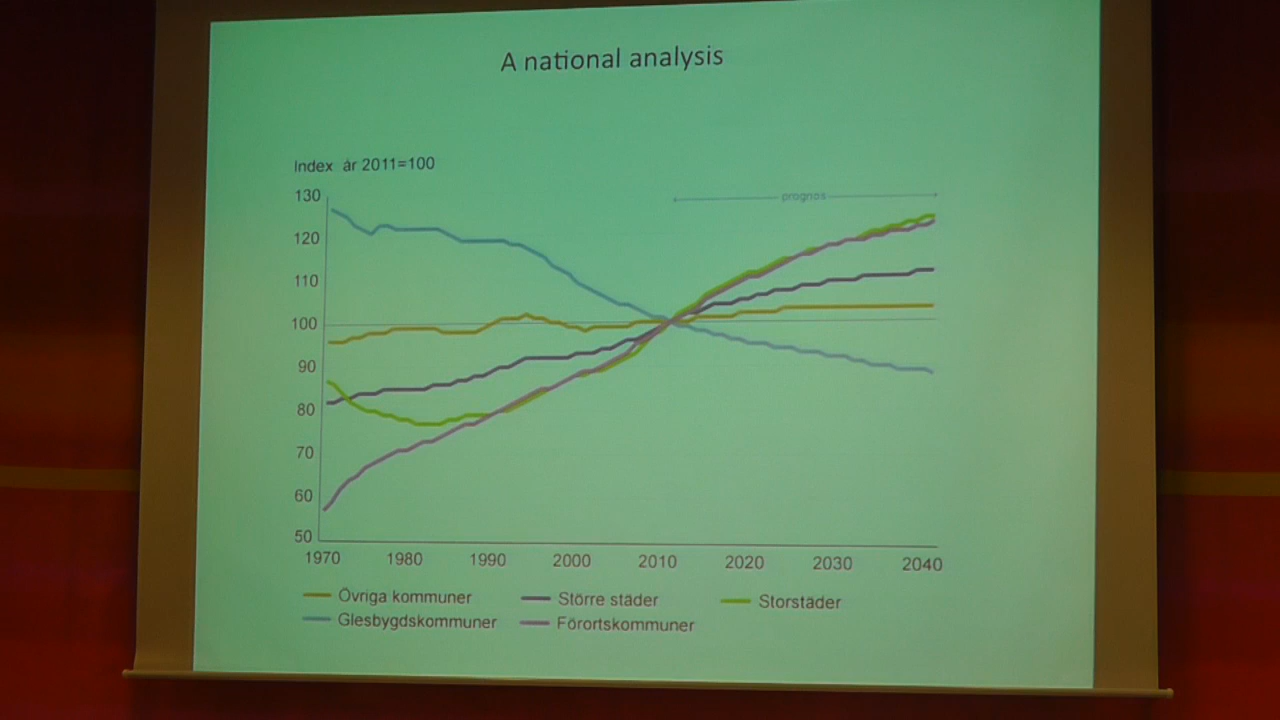 A national analysis
Index år 2011=100
130
prognos
120
110
100
90
80
70
60
50
1970 1980 1990 2000 2010 2020 2030 2040
Övriga kommuner Större städer Storstäder
Glesbygdskommuner Förortskommuner